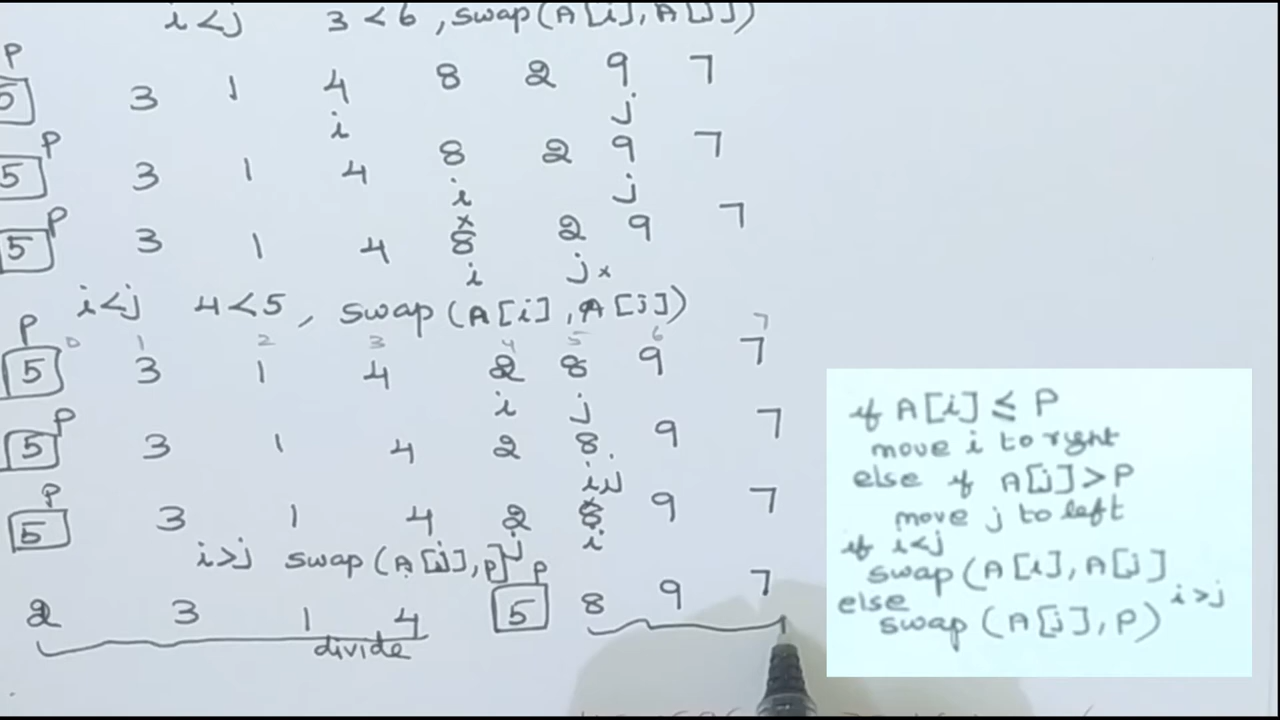 i<j 3<6, swap(A[i], A[j])
P
5 3 1 4 8 2 9 7
i j
P
5 3 1 4 8 2 9 7
i j
P
x
5 3 1 4 8 2 9 7
i j x
i<j 4<5, swap(A[i], A[j])
P
0 1 2 3 4 5 6 7
5 3 1 4 2 8 9 7
i j
P
5 3 1 4 2 8 9 7
i j
P
x
5 3 1 4 2 8 9 7
j i
i>j swap(A[j], P)
P
2 3 1 4 5 8 9 7
divide
if A[i] ≤ P
move i to right
else if A[j] > P
move j to left
if i<j
swap(A[i], A[j]
else i>j
swap(A[j], P)